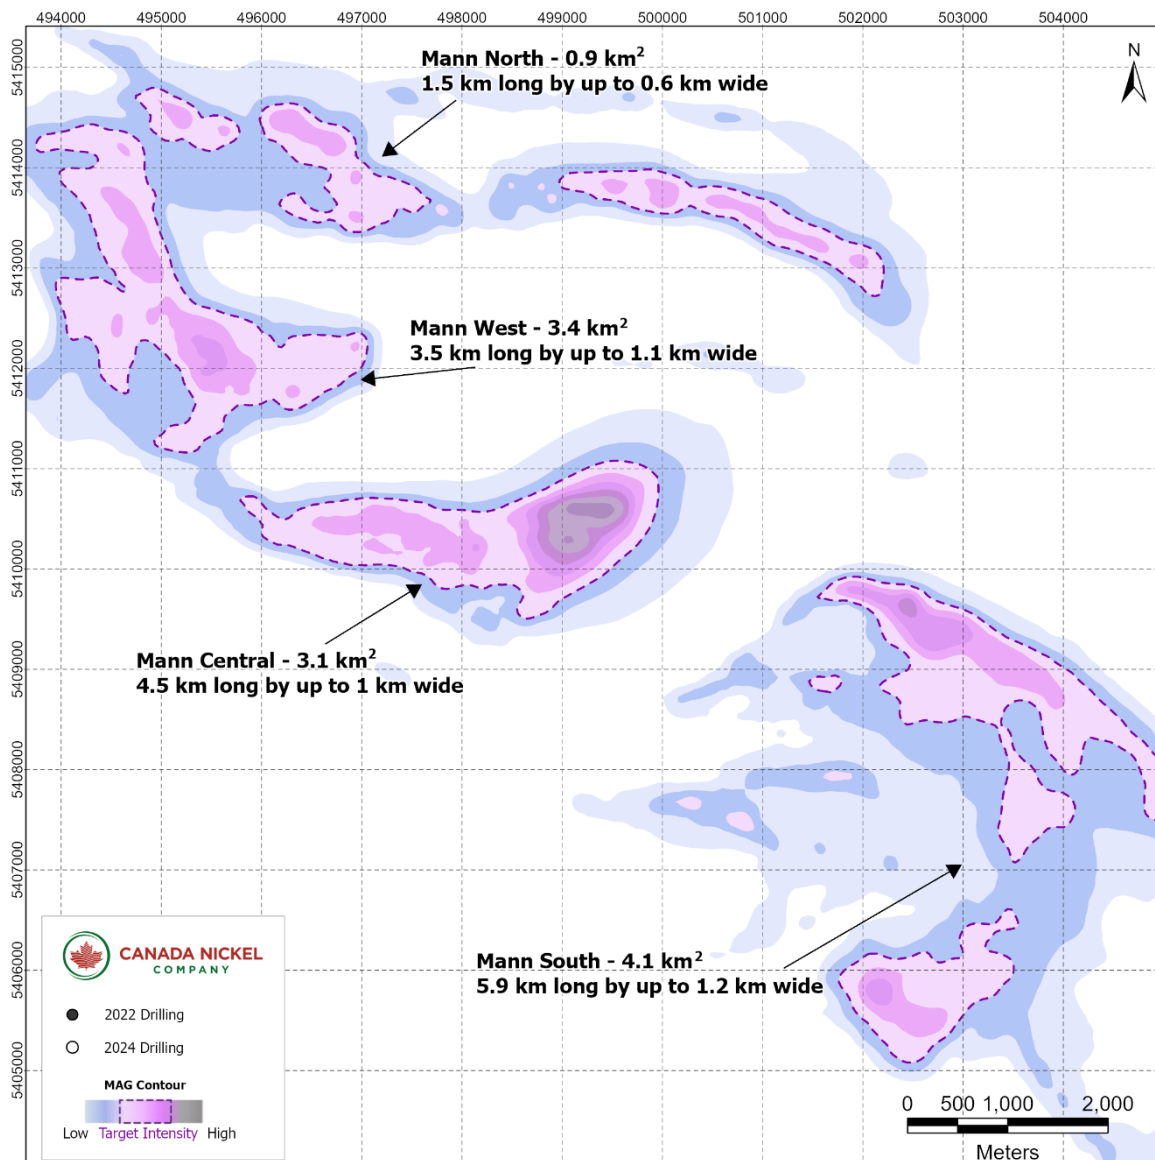 494000 495000 496000 497000 498000 499000 500000 501000 502000 503000 504000
5415000
5414000
5413000
5412000
5411000
5410000
5409000
5408000
5407000
5406000
5405000
N
Mann North - 0.9 km²
1.5 km long by up to 0.6 km wide
Mann West - 3.4 km²
3.5 km long by up to 1.1 km wide
Mann Central - 3.1 km²
4.5 km long by up to 1 km wide
Mann South - 4.1 km²
5.9 km long by up to 1.2 km wide
CANADA NICKEL
COMPANY
2022 Drilling
2024 Drilling
MAG Contour
Low Target Intensity High
0 500 1,000 2,000
Meters